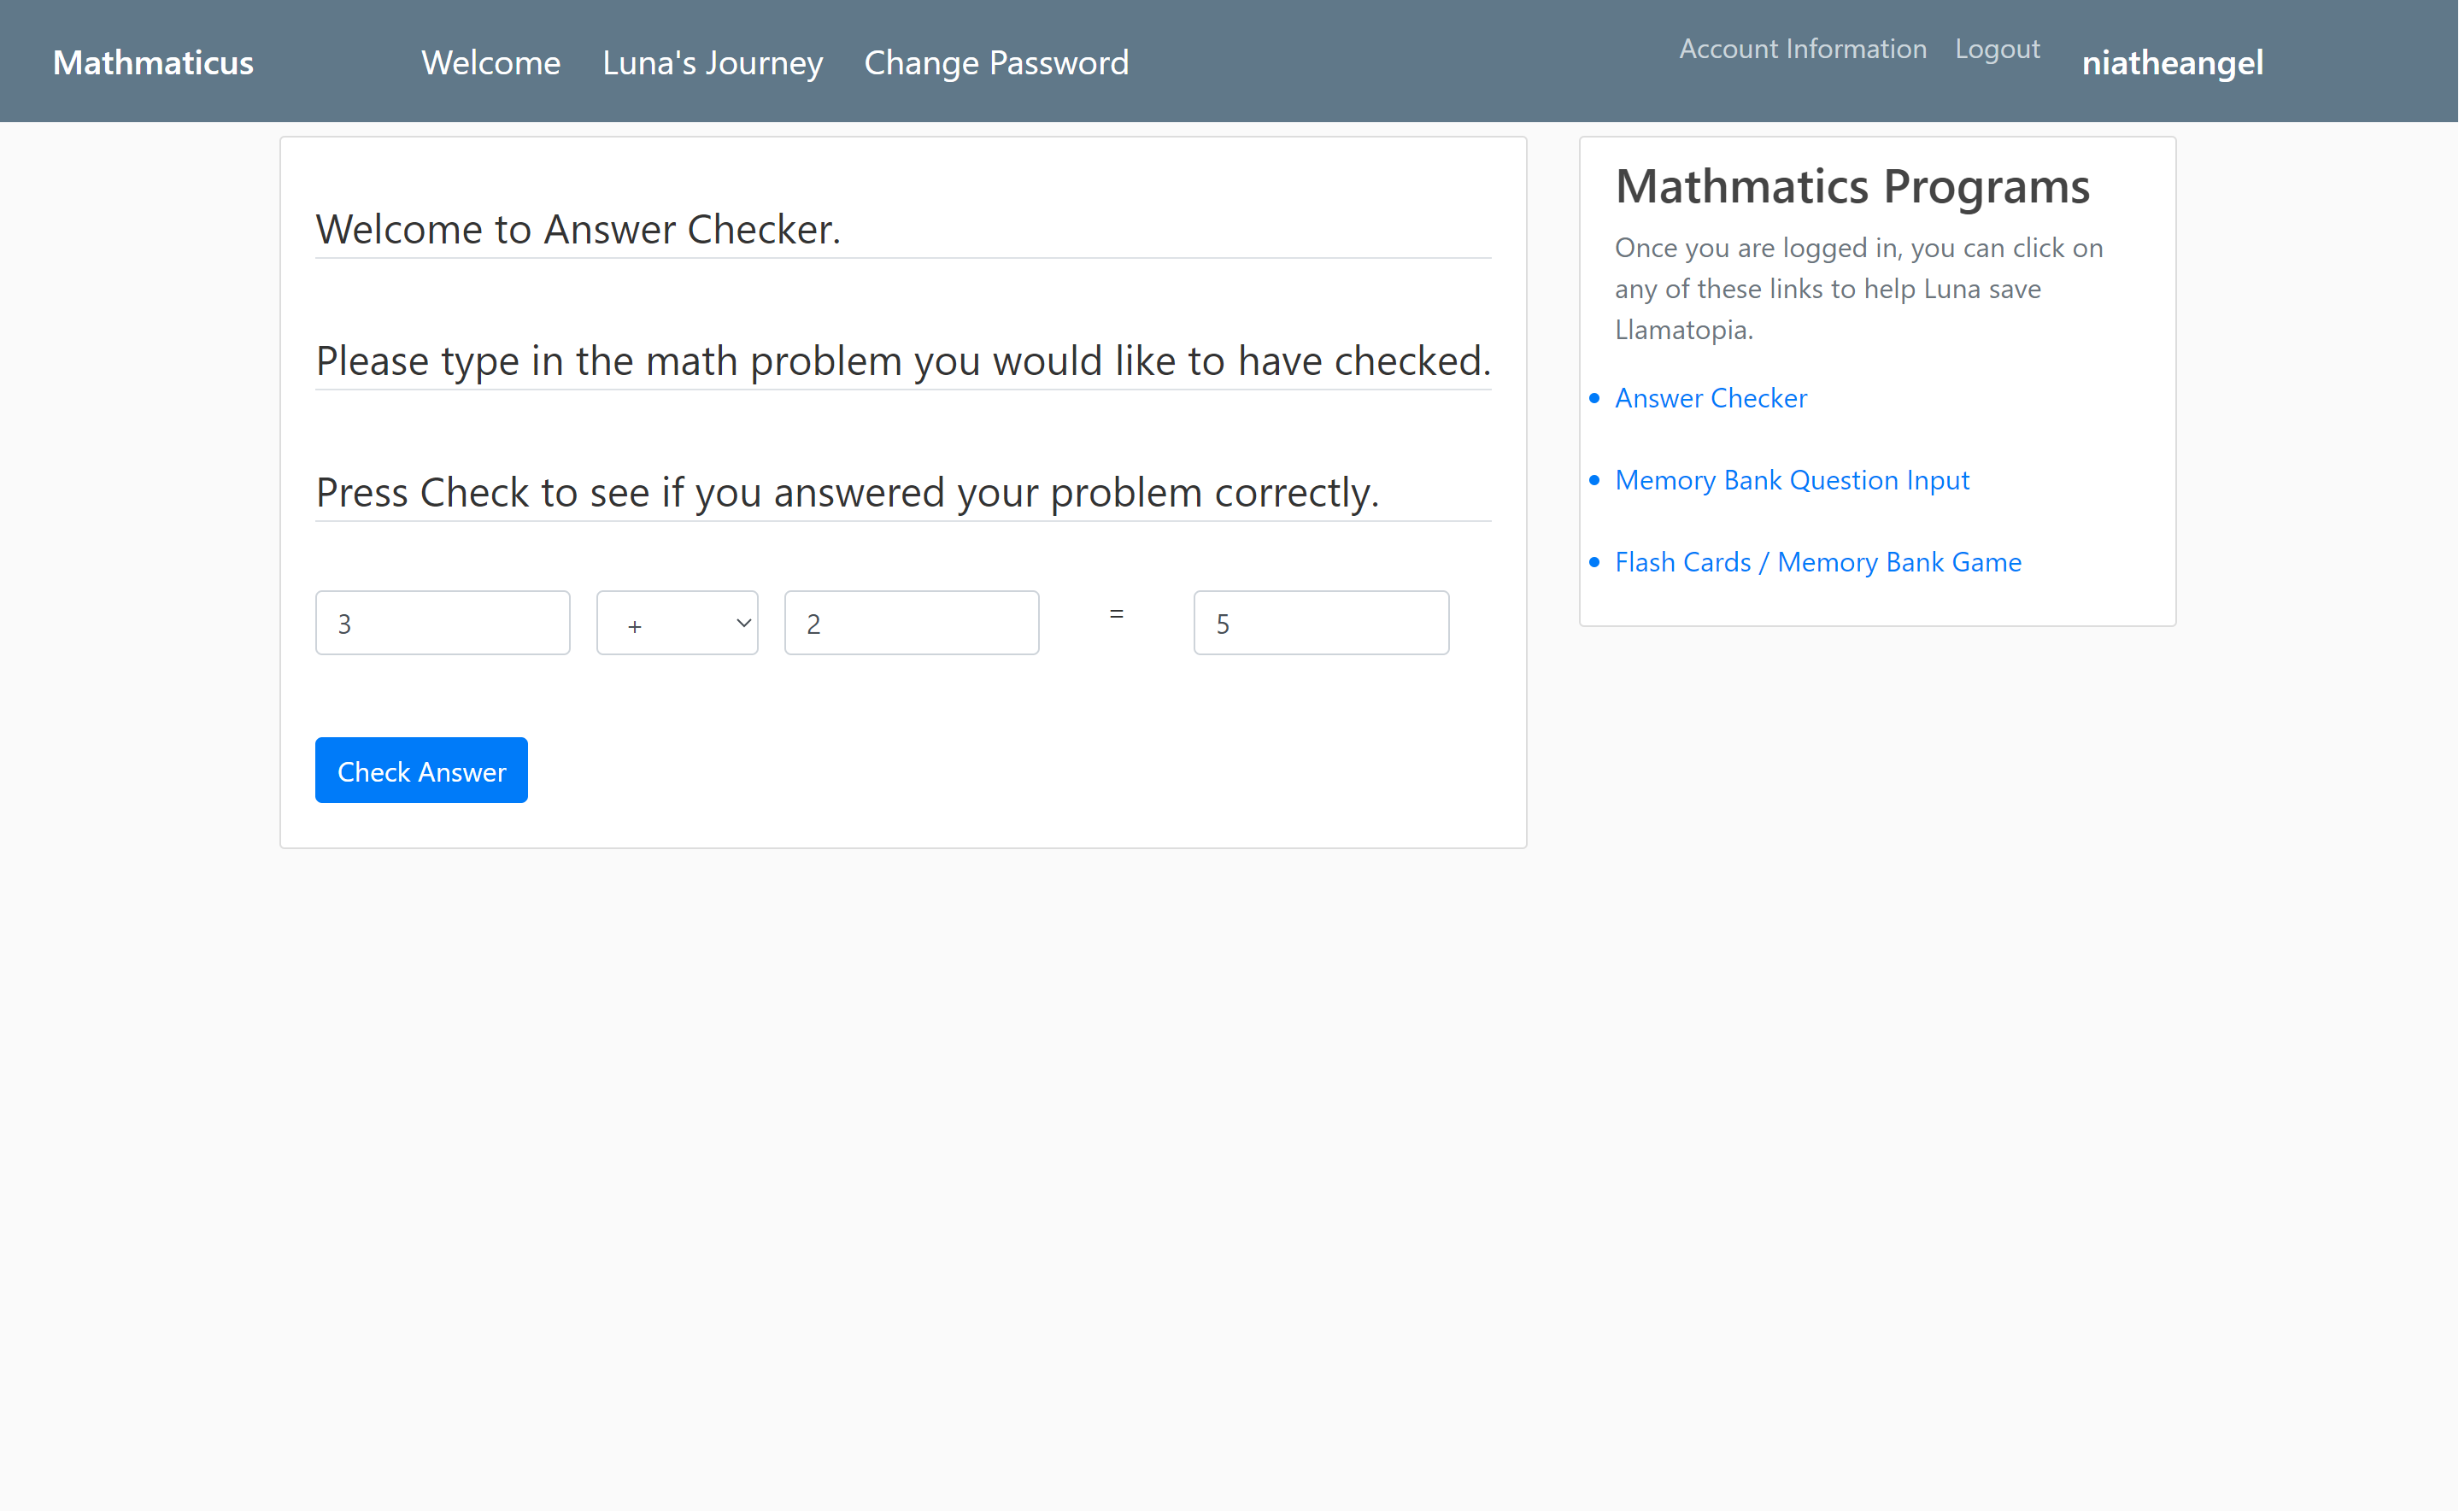 Mathmaticus Welcome Luna's Journey Change Password Account Information Logout niatheangel
Welcome to Answer Checker.
Please type in the math problem you would like to have checked.
Press Check to see if you answered your problem correctly.
3 + 2 = 5
Check Answer
Mathmatics Programs
Once you are logged in, you can click on
any of these links to help Luna save
Llamatopia.
Answer Checker
Memory Bank Question Input
Flash Cards / Memory Bank Game